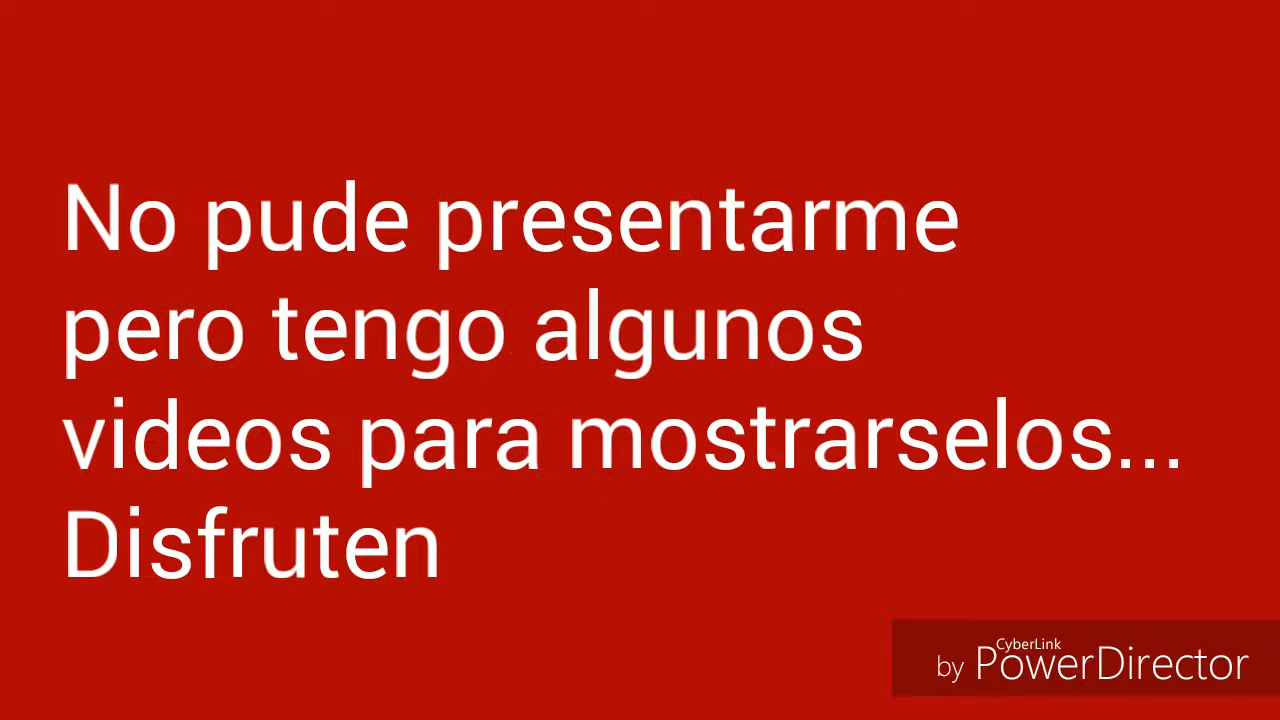 No pude presentarme
pero tengo algunos
videos para mostrarselos...
Disfruten
CyberLink
by PowerDirector